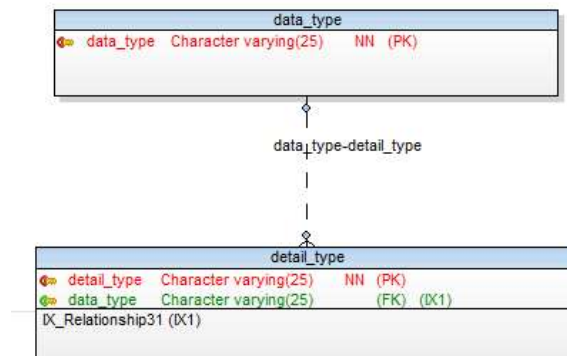 data_type
data_type Character varying(25) NN (PK)
data_type-detail_type
detail_type
detail_type Character varying(25) NN (PK)
data_type Character varying(25) (FK) (IX1)
IX_Relationship31 (IX1)